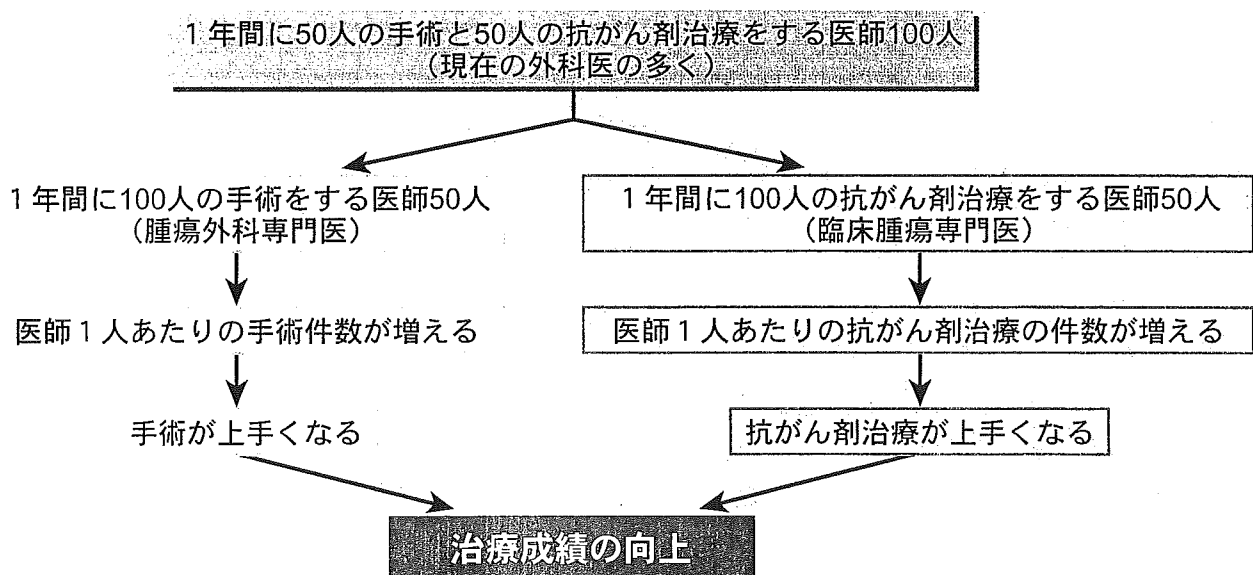 1年間に50人の手術と50人の抗がん剤治療をする医師100人
(現在の外科医の多く)
1年間に100人の手術をする医師50人
(腫瘍外科専門医)
1年間に100人の抗がん剤治療をする医師50人
(臨床腫瘍専門医)
医師1人あたりの手術件数が増える
医師1人あたりの抗がん剤治療の件数が増える
手術が上手くなる
抗がん剤治療が上手くなる
治療成績の向上